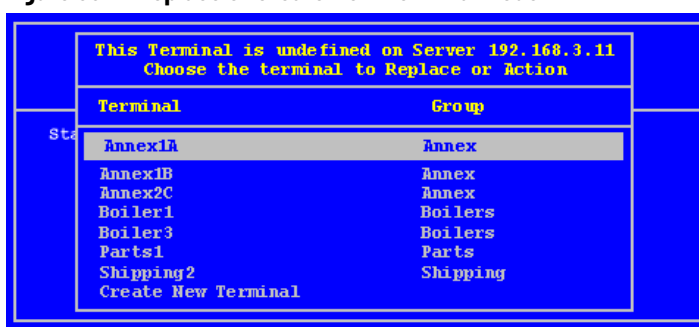 This Terminal is undefined on Server 192.168.3.11
Choose the terminal to Replace or Action
Terminal Group
Sta
Annex1A Annex
Annex1B Annex
Annex2C Annex
Boiler1 Boilers
Boiler3 Boilers
Parts1 Parts
Shipping2 Shipping
Create New Terminal